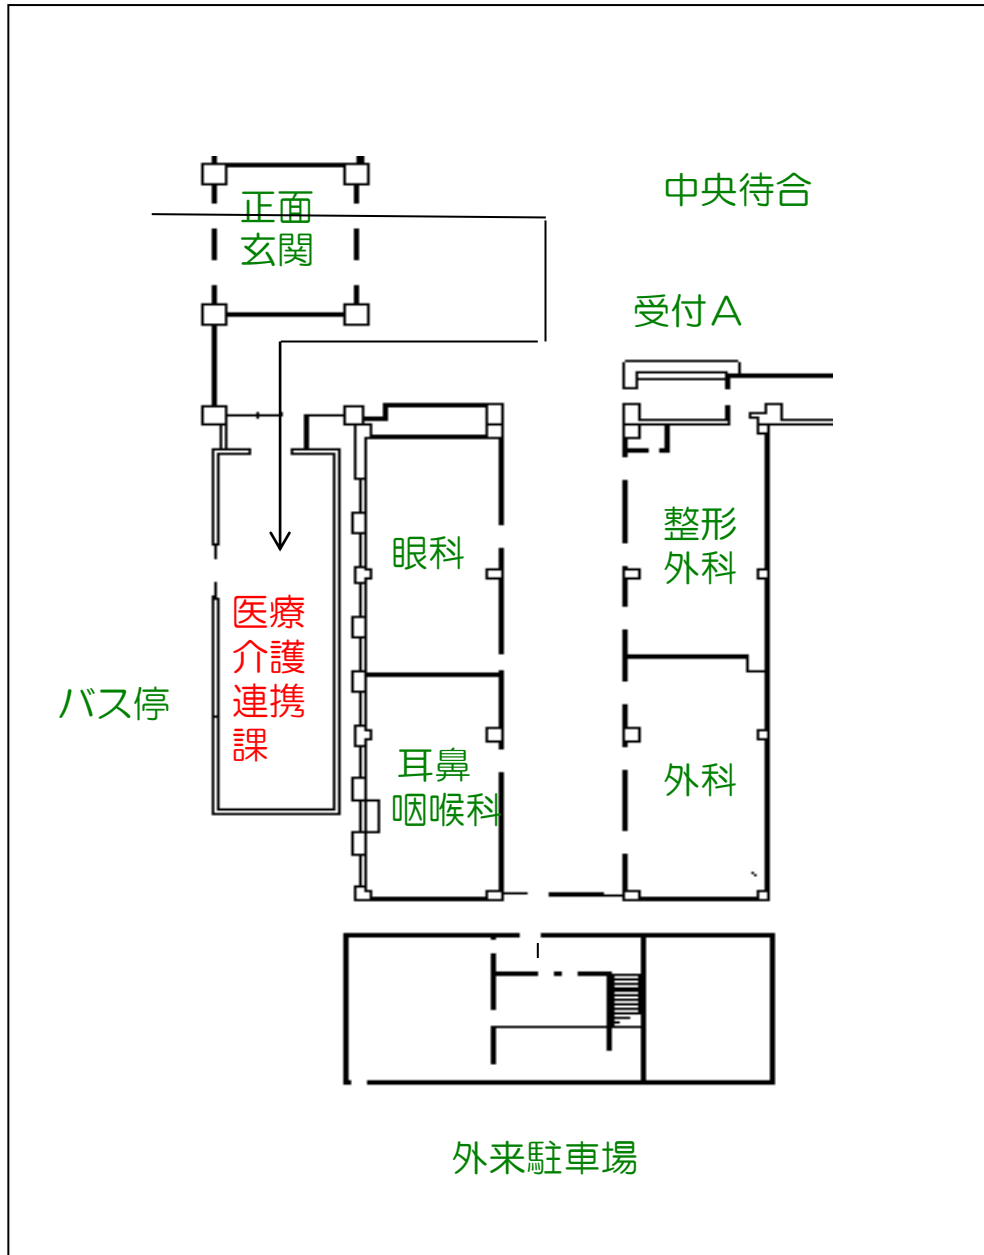 正面
玄関
中央待合
受付A
眼科
整形
外科
医療
介護
連携
課
バス停
耳鼻
咽喉科
外科
外来駐車場